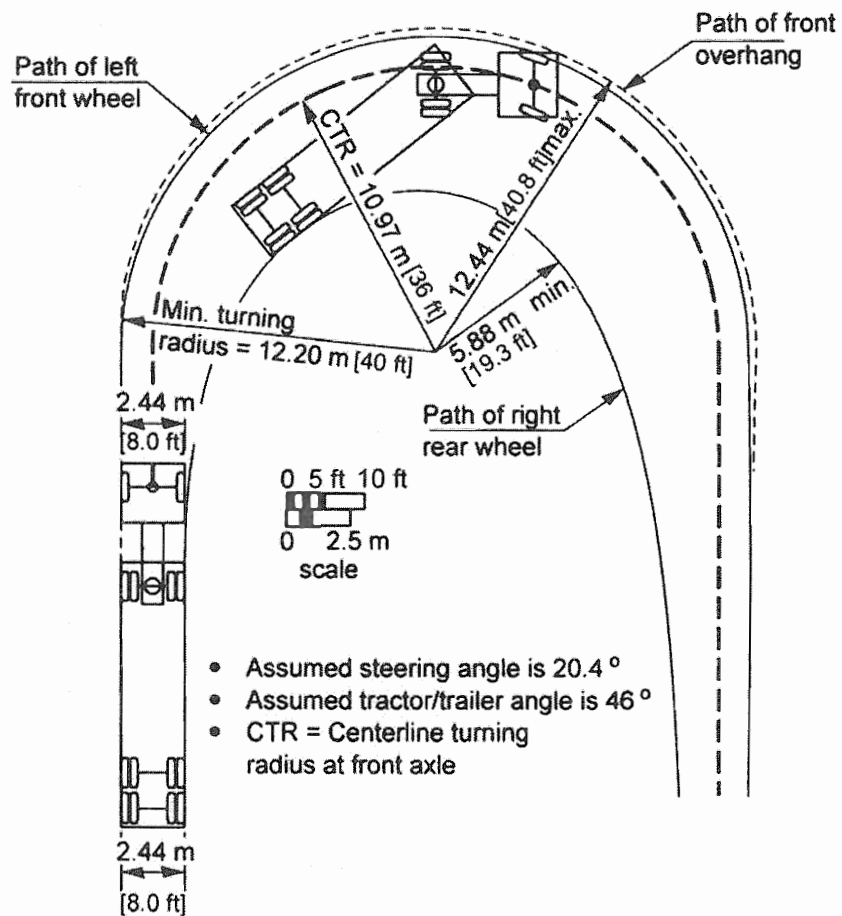 Path of left
front wheel
Path of front
overhang
CTR = 10.97 m [36 ft]
12.44 m [40.8 ft] max.
5.88 m min.
[19.3 ft]
Min. turning
radius = 12.20 m [40 ft]
2.44 m
[8.0 ft]
Path of right
rear wheel
0 5 ft 10 ft
0 2.5 m
scale
• Assumed steering angle is 20.4 º
• Assumed tractor/trailer angle is 46 º
• CTR = Centerline turning
radius at front axle
2.44 m
[8.0 ft]